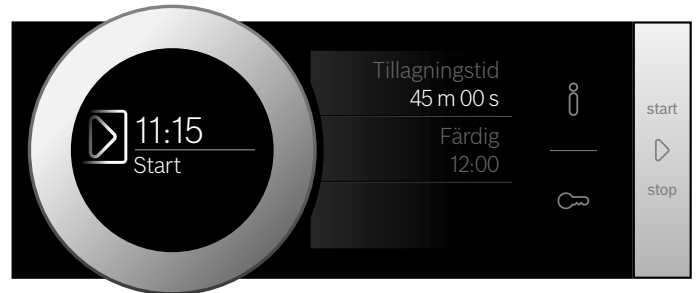 11:15
Start
Tillagningstid
45 m 00 s
Färdig
12:00
start
stop